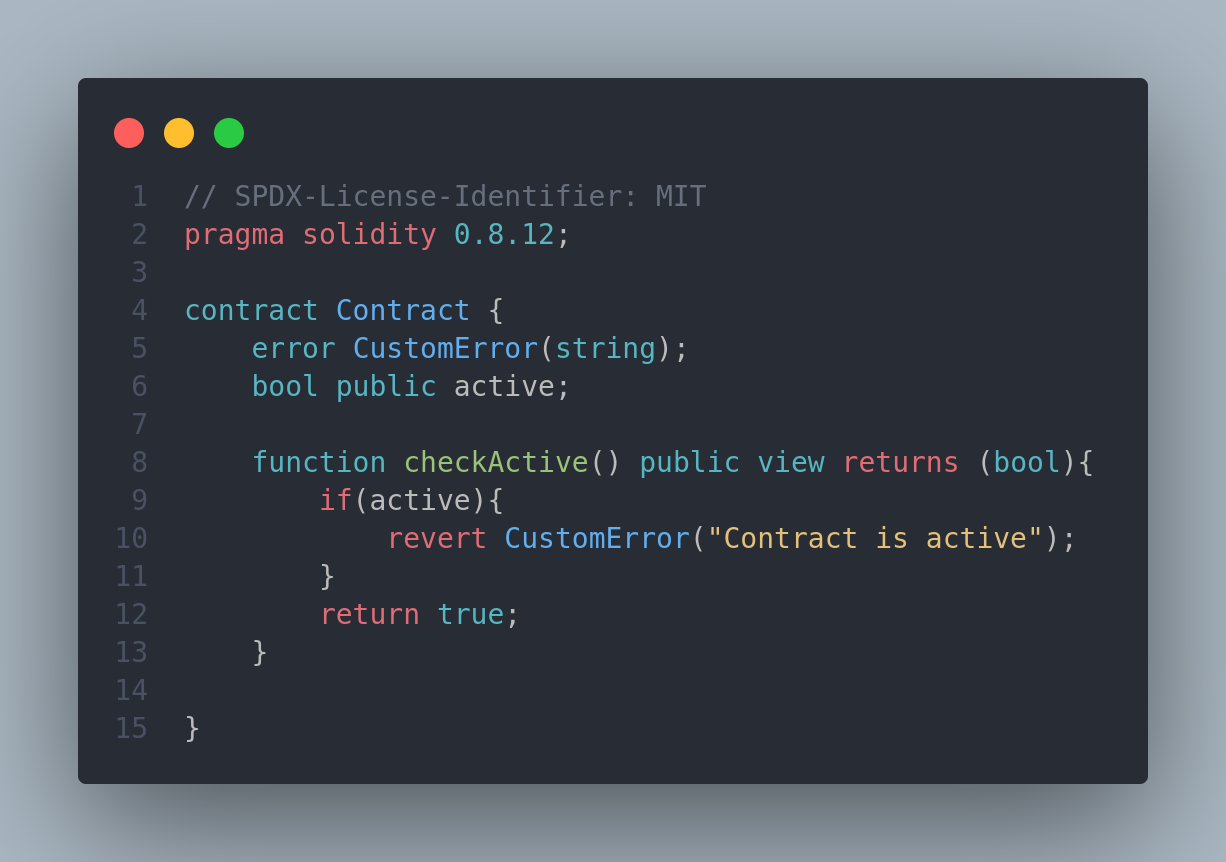 1 // SPDX-License-Identifier: MIT
2 pragma solidity 0.8.12;
3
4 contract Contract {
5     error CustomError(string);
6     bool public active;
7
8     function checkActive() public view returns (bool){
9         if(active){
10             revert CustomError("Contract is active");
11         }
12         return true;
13     }
14
15 }